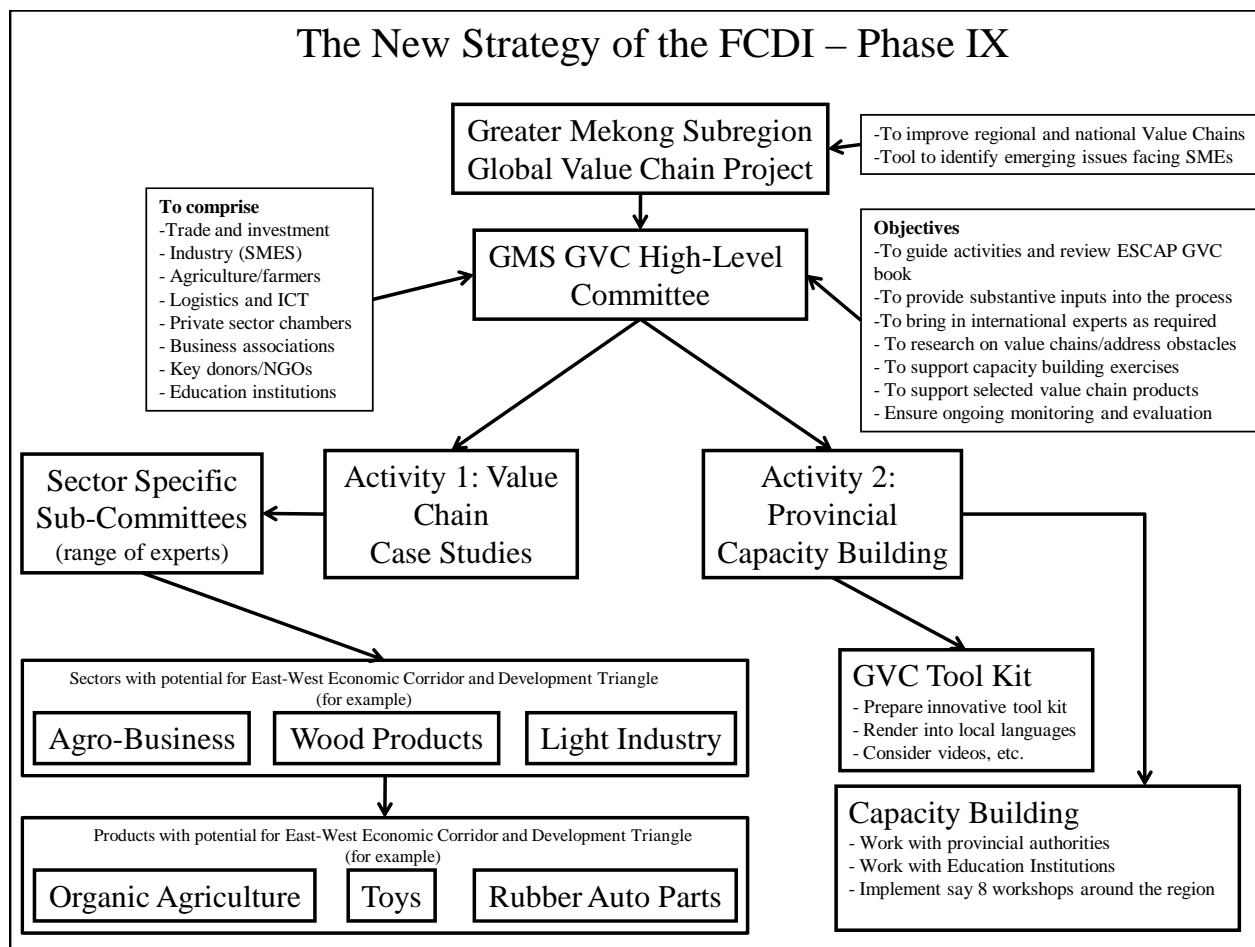 The New Strategy of the FCDI – Phase IX
Greater Mekong Subregion
Global Value Chain Project
-To improve regional and national Value Chains
-Tool to identify emerging issues facing SMEs
To comprise
-Trade and investment
- Industry (SMES)
- Agriculture/farmers
- Logistics and ICT
- Private sector chambers
- Business associations
- Key donors/NGOs
- Education institutions
GMS GVC High-Level
Committee
Objectives
-To guide activities and review ESCAP GVC
book
-To provide substantive inputs into the process
-To bring in international experts as required
- To research on value chains/address obstacles
- To support capacity building exercises
- To support selected value chain products
- Ensure ongoing monitoring and evaluation
Sector Specific
Sub-Committees
(range of experts)
Activity 1: Value
Chain
Case Studies
Activity 2:
Provincial
Capacity Building
Sectors with potential for East-West Economic Corridor and Development Triangle
(for example)
Agro-Business
Wood Products
Light Industry
GVC Tool Kit
- Prepare innovative tool kit
- Render into local languages
- Consider videos, etc.
Products with potential for East-West Economic Corridor and Development Triangle
(for example)
Organic Agriculture
Toys
Rubber Auto Parts
Capacity Building
- Work with provincial authorities
- Work with Education Institutions
- Implement say 8 workshops around the region